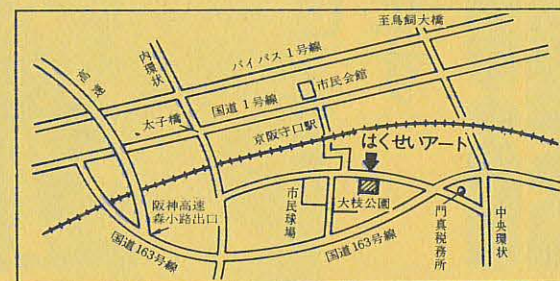 至鳥飼大橋
内環状
バイパス1号線
高速
市民会館
国道1号線
太子橋
京阪守口駅
はくせいアート
阪神高速
森小路出口
市民球場
大枝公園
門真税務所
中央環状
国道163号線
国道163号線